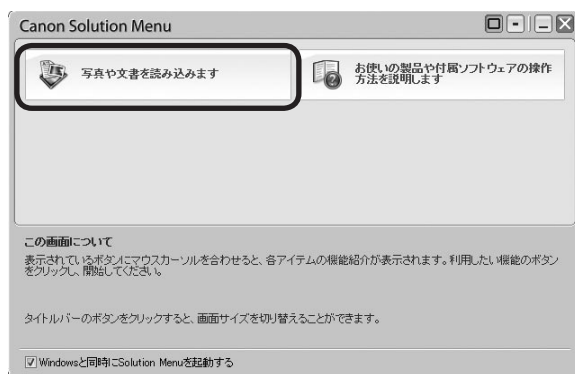 Canon Solution Menu
写真や文書を読み込みます
お使いの製品や付属ソフトウェアの操作
方法を説明します
この画面について
表示されているボタンにマウスカーソルを合わせると、各アイテムの機能紹介が表示されます。利用したい機能のボタン
をクリックし、開始してください。
タイトルバーのボタンをクリックすると、画面サイズを切り替えることができます。
Windowsと同時にSolution Menuを起動する